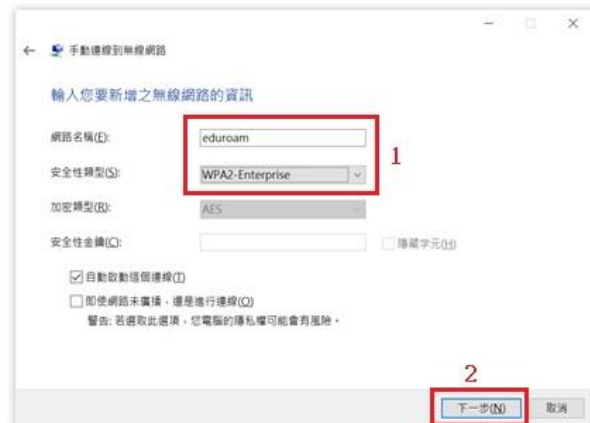 手動連線到無線網路
輸入您要新增之無線網路的資訊
網路名稱(E): eduroam
安全性類型(S): WPA2-Enterprise
1
加密類型(R): AES
安全性金鑰(C): 隱藏字元(H)
自動啟動這個連線(T)
即使網路未廣播，還是進行連線(O)
警告: 若選取此選項，您電腦的隱私權可能會有風險。
2
下一步(N) 取消